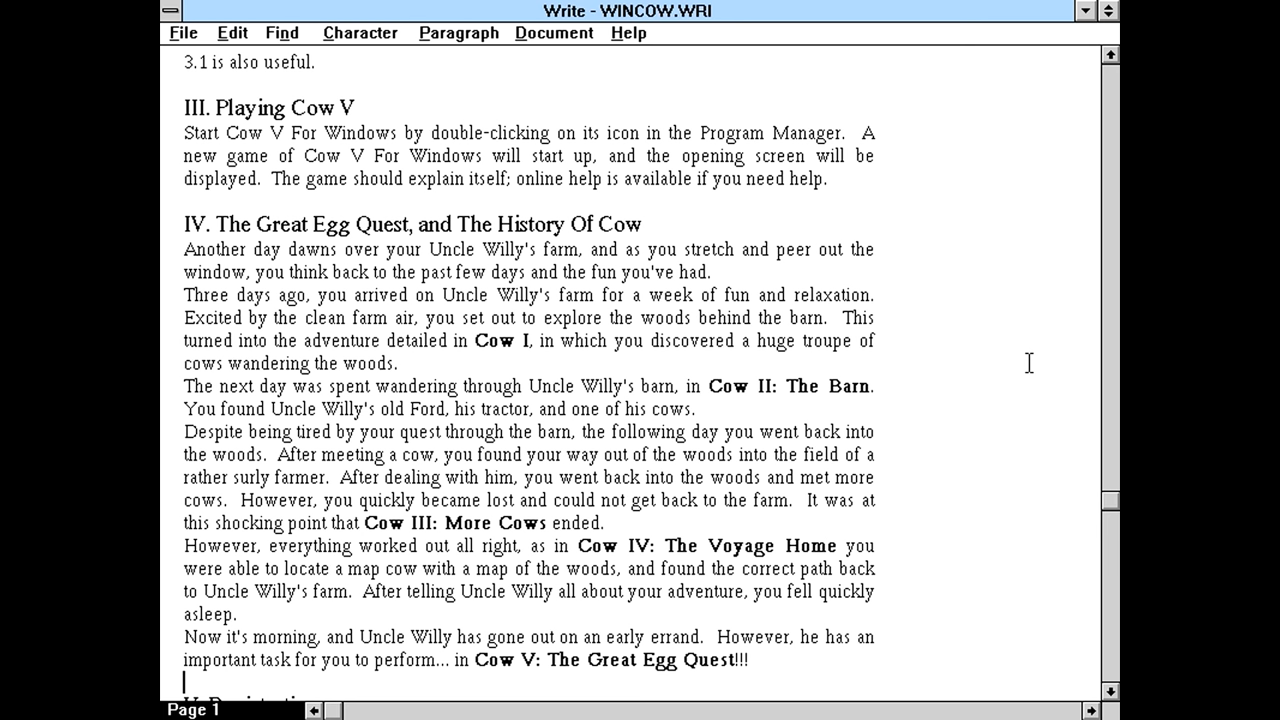 Write - WINCOW.WRI
File Edit Find Character Paragraph Document Help
3.1 is also useful.
III. Playing Cow V
Start Cow V For Windows by double-clicking on its icon in the Program Manager. A
new game of Cow V For Windows will start up, and the opening screen will be
displayed. The game should explain itself; online help is available if you need help.
IV. The Great Egg Quest, and The History Of Cow
Another day dawns over your Uncle Willy's farm, and as you stretch and peer out the
window, you think back to the past few days and the fun you've had.
Three days ago, you arrived on Uncle Willy's farm for a week of fun and relaxation.
Excited by the clean farm air, you set out to explore the woods behind the barn. This
turned into the adventure detailed in Cow I, in which you discovered a huge troupe of
cows wandering the woods.
The next day was spent wandering through Uncle Willy's barn, in Cow II: The Barn.
You found Uncle Willy's old Ford, his tractor, and one of his cows.
Despite being tired by your quest through the barn, the following day you went back into
the woods. After meeting a cow, you found your way out of the woods into the field of a
rather surly farmer. After dealing with him, you went back into the woods and met more
cows. However, you quickly became lost and could not get back to the farm. It was at
this shocking point that Cow III: More Cows ended.
However, everything worked out all right, as in Cow IV: The Voyage Home you
were able to locate a map cow with a map of the woods, and found the correct path back
to Uncle Willy's farm. After telling Uncle Willy all about your adventure, you fell quickly
asleep.
Now it's morning, and Uncle Willy has gone out on an early errand. However, he has an
important task for you to perform... in Cow V: The Great Egg Quest!!!
Page 1